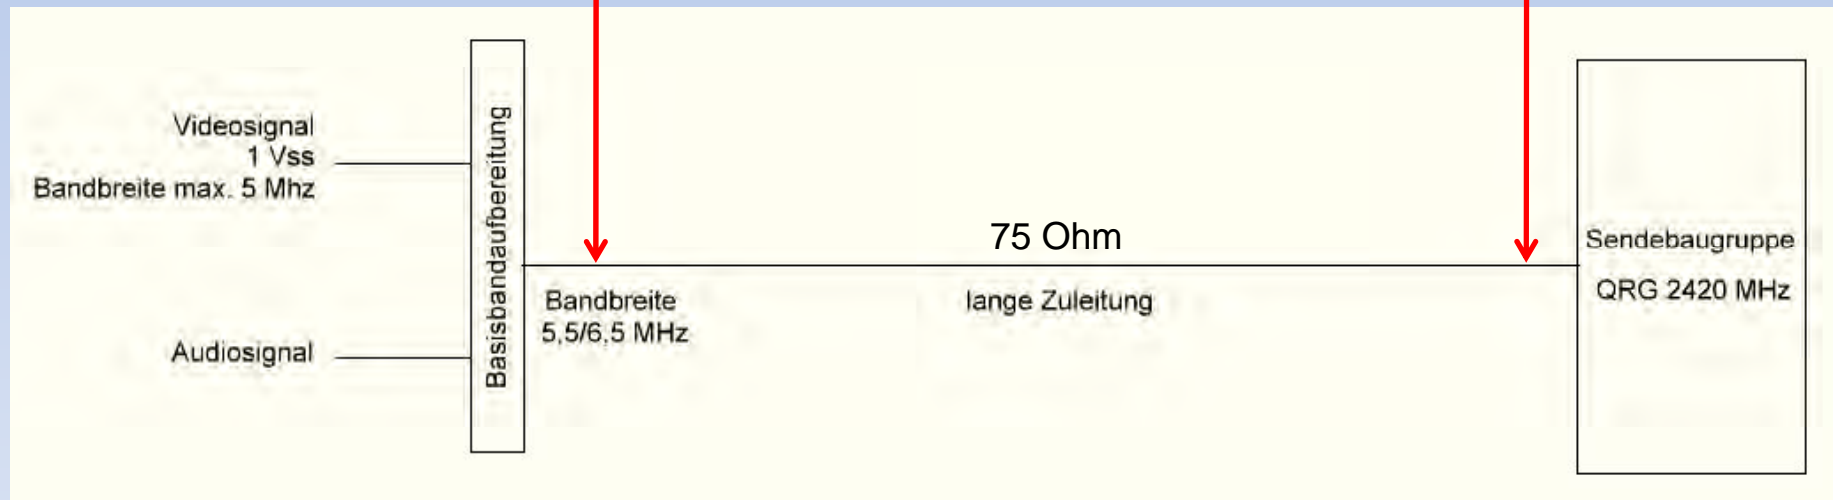 Videosignal
1 Vss
Bandbreite max. 5 Mhz
Audiosignal
Basisbandaufbereitung
Bandbreite
5,5/6,5 MHz
75 Ohm
lange Zuleitung
Sendebaugruppe
QRG 2420 MHz